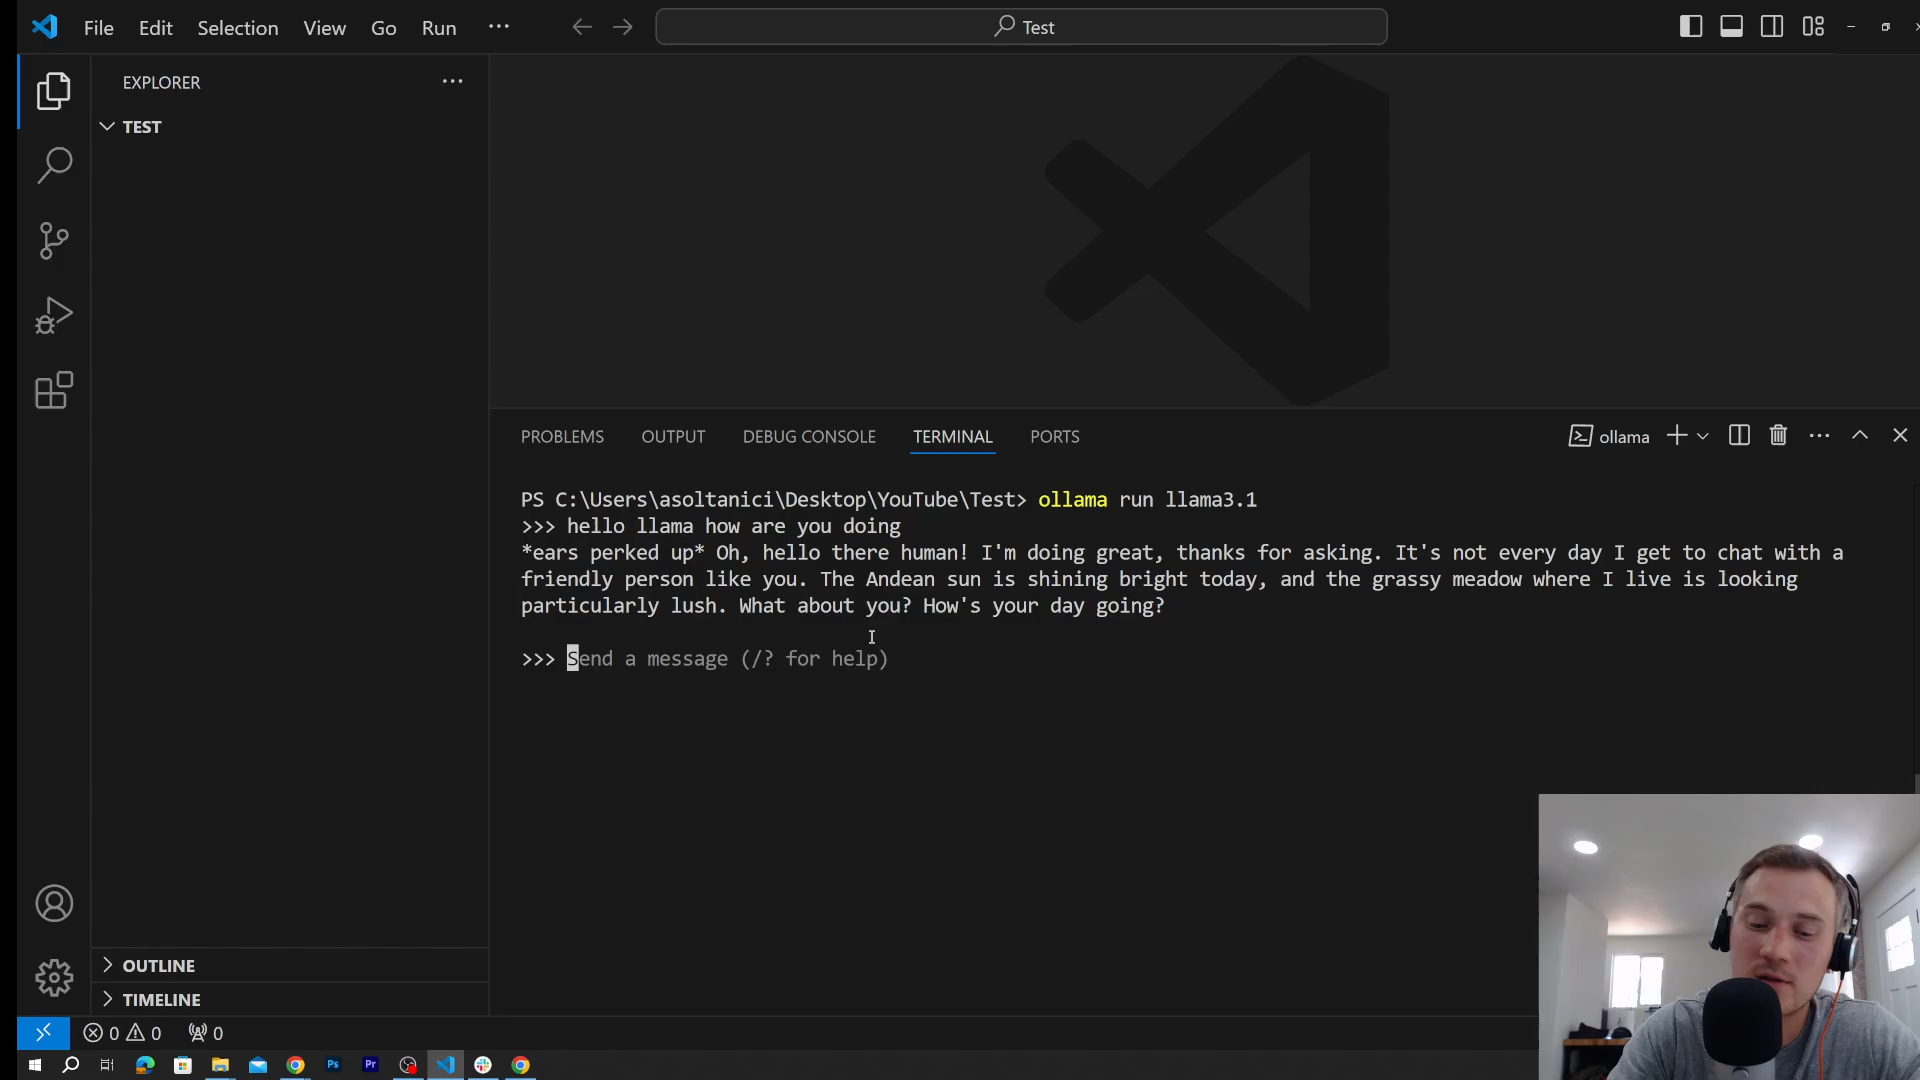 File Edit Selection View Go Run ...
Test
EXPLORER ...
TEST
PROBLEMS OUTPUT DEBUG CONSOLE TERMINAL PORTS
ollama
PS C:\Users\asoltanici\Desktop\YouTube\Test> ollama run llama3.1
>>> hello llama how are you doing
*ears perked up* Oh, hello there human! I'm doing great, thanks for asking. It's not every day I get to chat with a
friendly person like you. The Andean sun is shining bright today, and the grassy meadow where I live is looking
particularly lush. What about you? How's your day going?
>>> Send a message (/? for help)
OUTLINE
TIMELINE
0 0 0
Ps Pr